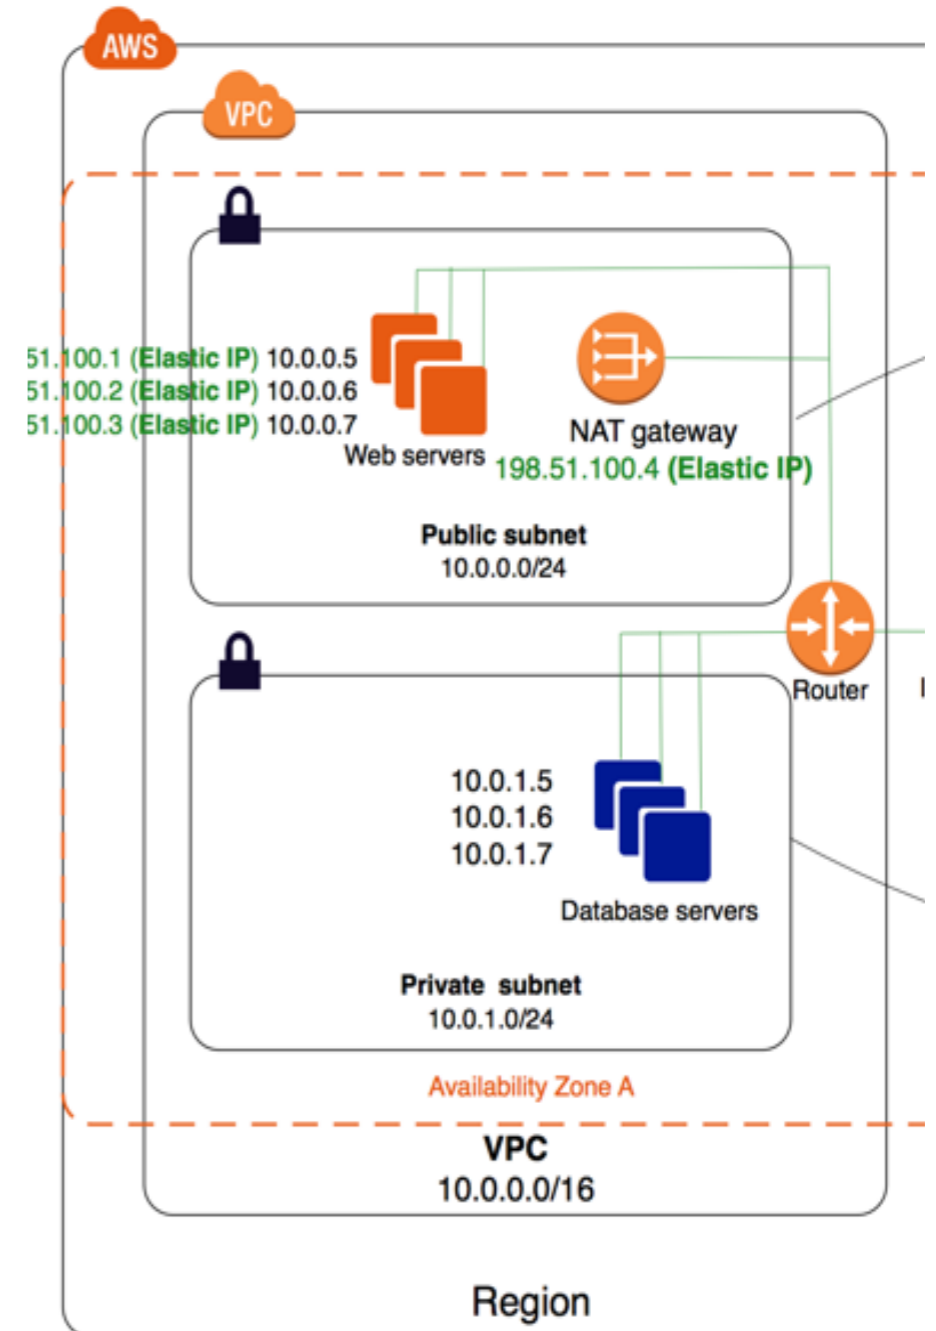 AWS
VPC
51.100.1 (Elastic IP) 10.0.0.5
51.100.2 (Elastic IP) 10.0.0.6
51.100.3 (Elastic IP) 10.0.0.7
Web servers
NAT gateway
198.51.100.4 (Elastic IP)
Public subnet
10.0.0.0/24
Router
10.0.1.5
10.0.1.6
10.0.1.7
Database servers
Private subnet
10.0.1.0/24
Availability Zone A
VPC
10.0.0.0/16
Region